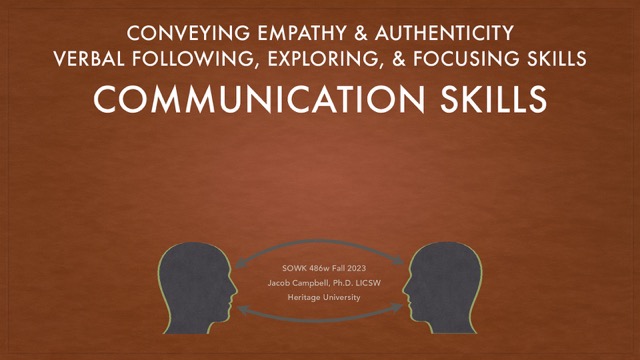 CONVEYING EMPATHY & AUTHENTICITY
VERBAL FOLLOWING, EXPLORING, & FOCUSING SKILLS
COMMUNICATION SKILLS
SOWK 486w Fall 2023
Jacob Campbell, Ph.D. LICSW
Heritage University